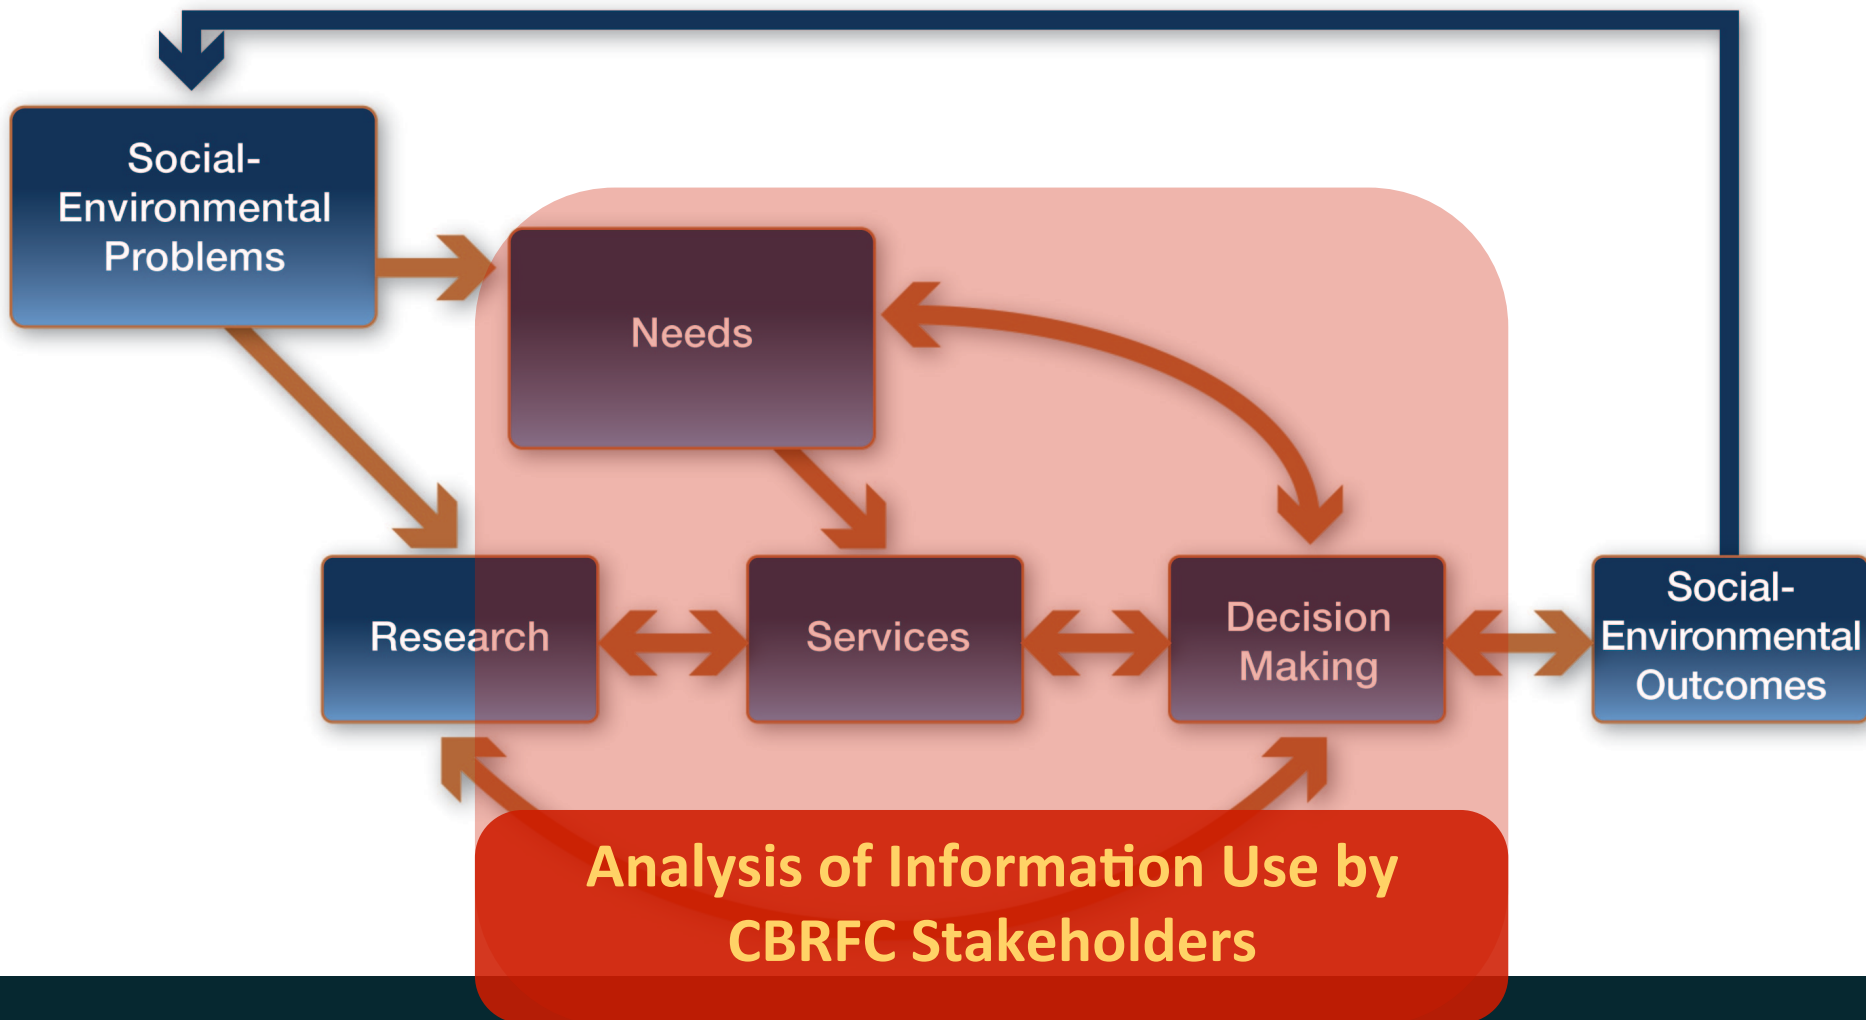 Social-
Environmental
Problems
Needs
Research
Services
Decision
Making
Social-
Environmental
Outcomes
Analysis of Information Use by
CBRFC Stakeholders